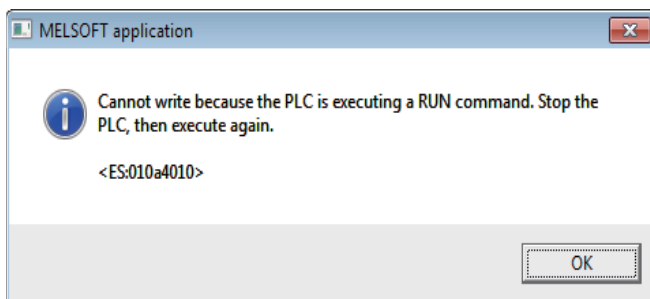 MELSOFT application
Cannot write because the PLC is executing a RUN command. Stop the
PLC, then execute again.
<ES:010a4010>
OK